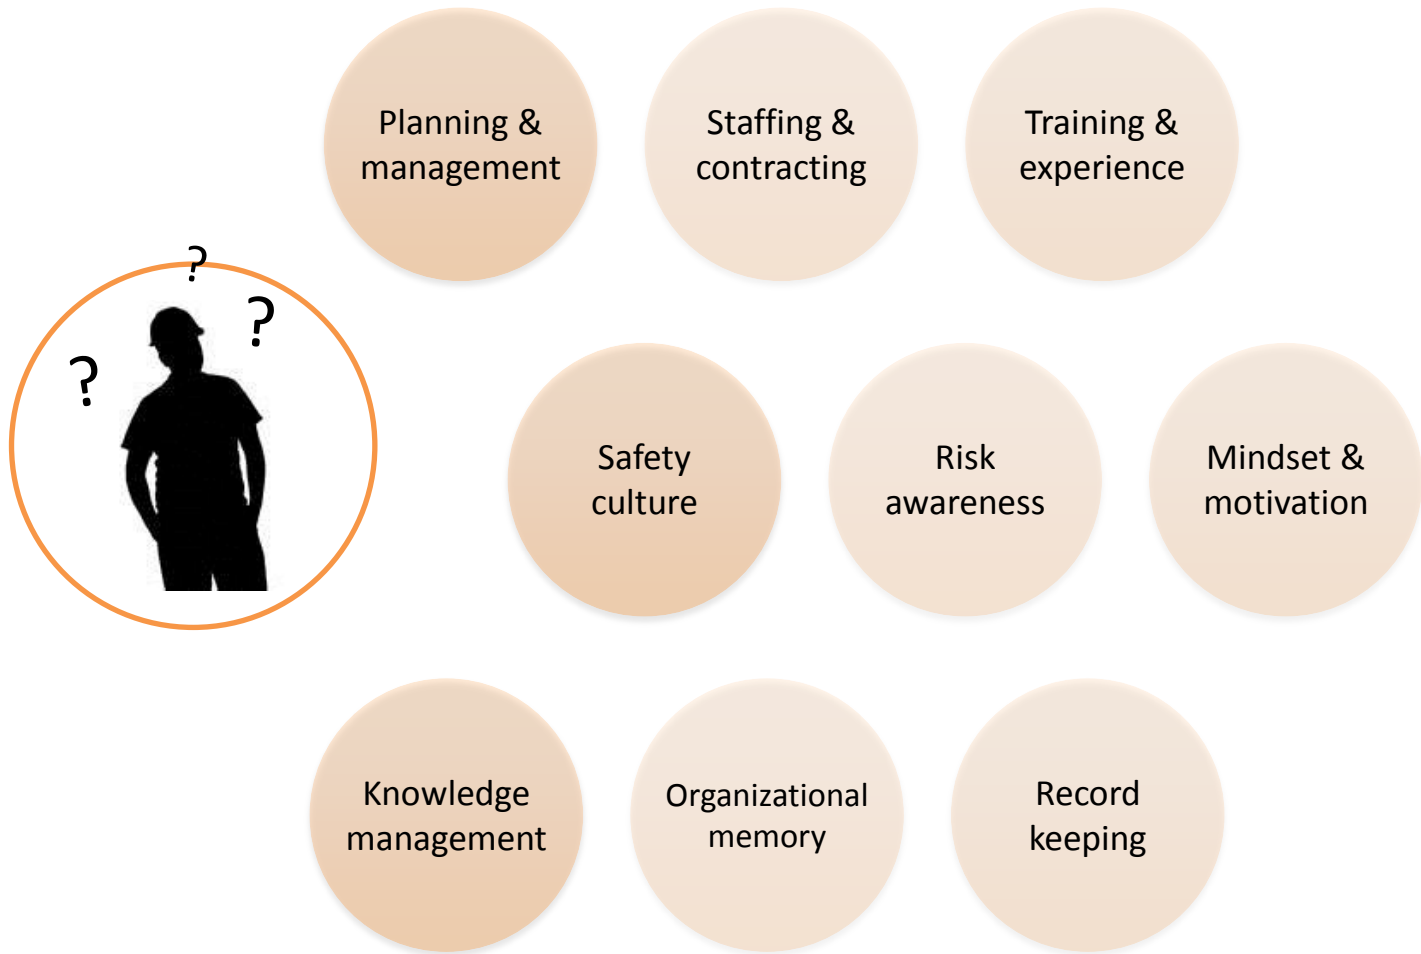 Planning &
management
Staffing &
contracting
Training &
experience
?
?
?
Safety
culture
Risk
awareness
Mindset &
motivation
Knowledge
management
Organizational
memory
Record
keeping